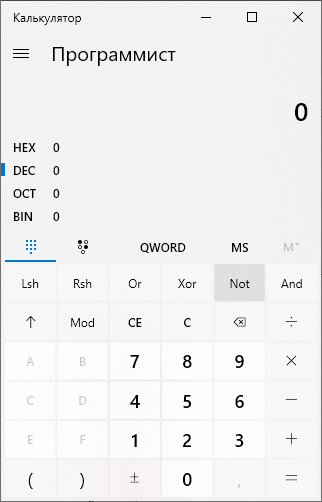 Калькулятор
Программист
0
HEX 0
DEC 0
OCT 0
BIN 0
QWORD MS M˅
Lsh Rsh Or Xor Not And
↑ Mod CE C ⌫ ÷
A B 7 8 9 ×
C D 4 5 6 −
E F 1 2 3 +
( ) ± 0 , =